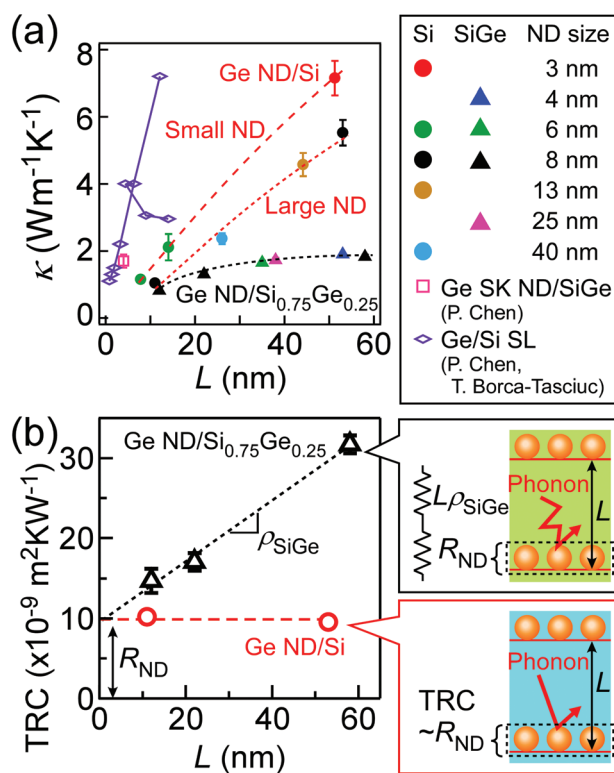 (a)
κ (Wm-1K-1)
8
6
4
2
0
0 20 40 60
L (nm)
Ge ND/Si
Small ND
Large ND
Ge ND/Si0.75Ge0.25
Si SiGe ND size
3 nm
4 nm
6 nm
8 nm
13 nm
25 nm
40 nm
Ge SK ND/SiGe
(P. Chen)
Ge/Si SL
(P. Chen,
T. Borca-Tasciuc)
(b)
TRC (x10-9 m2KW-1)
30
20
10
0
0 20 40 60
L (nm)
Ge ND/Si0.75Ge0.25
ρSiGe
Ge ND/Si
RND
LρSiGe
RND
Phonon
L
TRC
~RND
Phonon
L